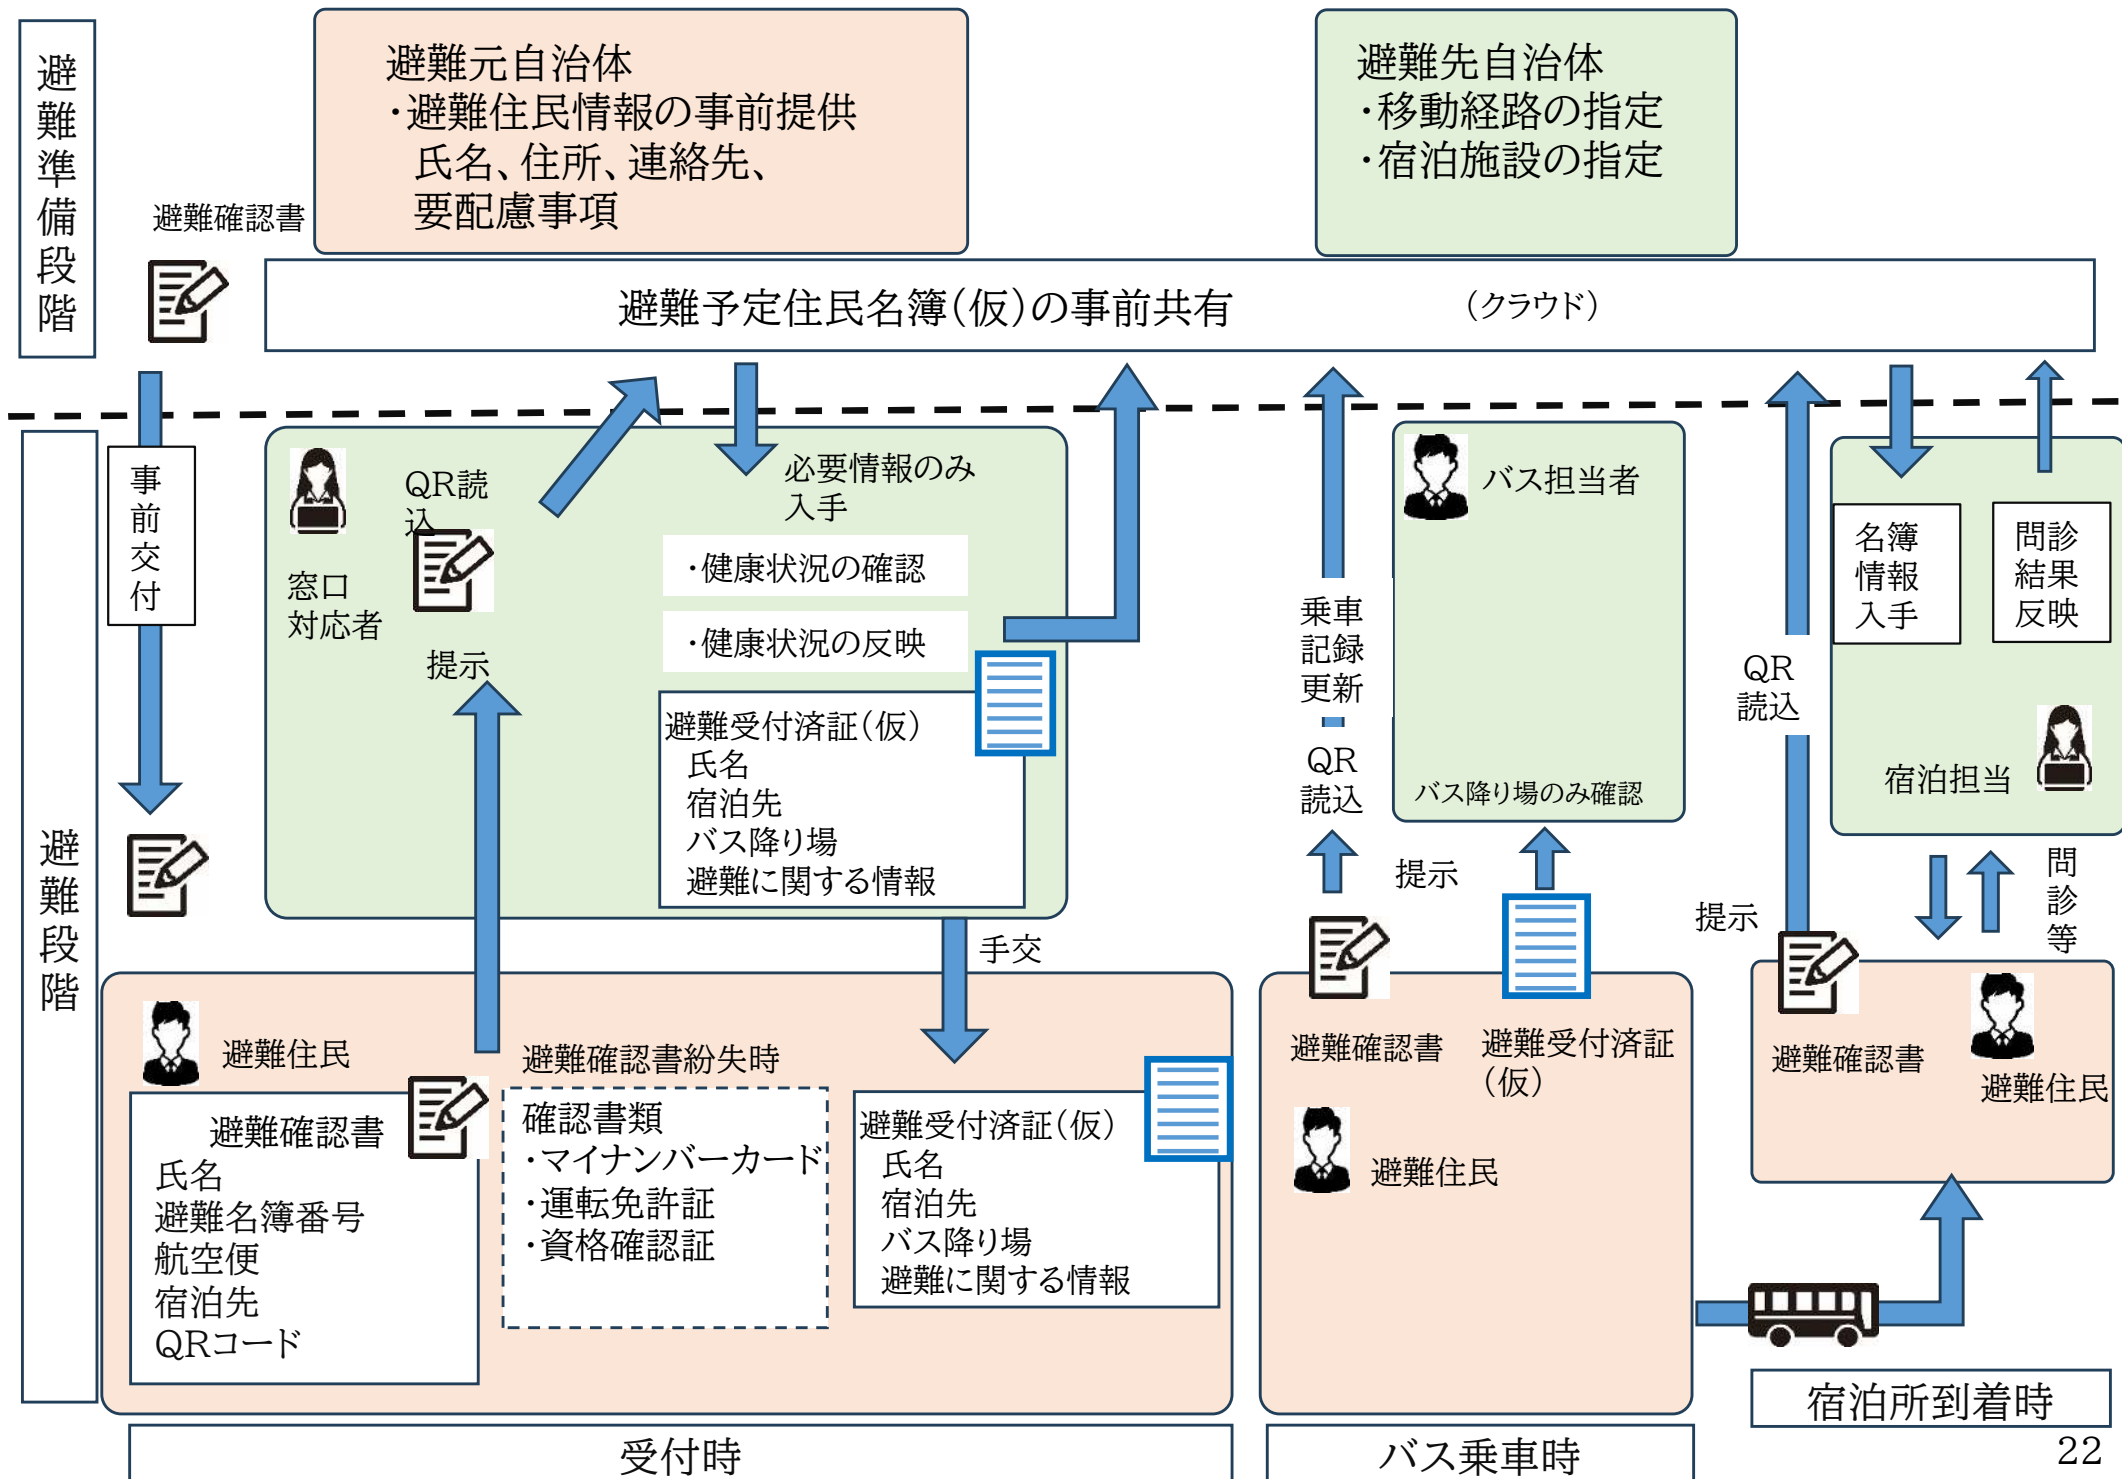 避難準備段階
避難元自治体
・避難住民情報の事前提供
氏名、住所、連絡先、
要配慮事項
避難先自治体
・移動経路の指定
・宿泊施設の指定
避難確認書
避難予定住民名簿(仮)の事前共有 (クラウド)
避難段階
事前交付
窓口
対応者
QR読
込
提示
必要情報のみ
入手
・健康状況の確認
・健康状況の反映
避難受付済証(仮)
氏名
宿泊先
バス降り場
避難に関する情報
手交
避難住民
避難確認書
氏名
避難名簿番号
航空便
宿泊先
QRコード
避難確認書紛失時
確認書類
・マイナンバーカード
・運転免許証
・資格確認証
避難受付済証(仮)
氏名
宿泊先
バス降り場
避難に関する情報
受付時
乗車
記録
更新
QR
読込
バス担当者
バス降り場のみ確認
提示
避難確認書
避難受付済証
(仮)
避難住民
バス乗車時
QR
読込
提示
名簿
情報
入手
問診
結果
反映
宿泊担当
問診等
避難確認書
避難住民
宿泊所到着時
22